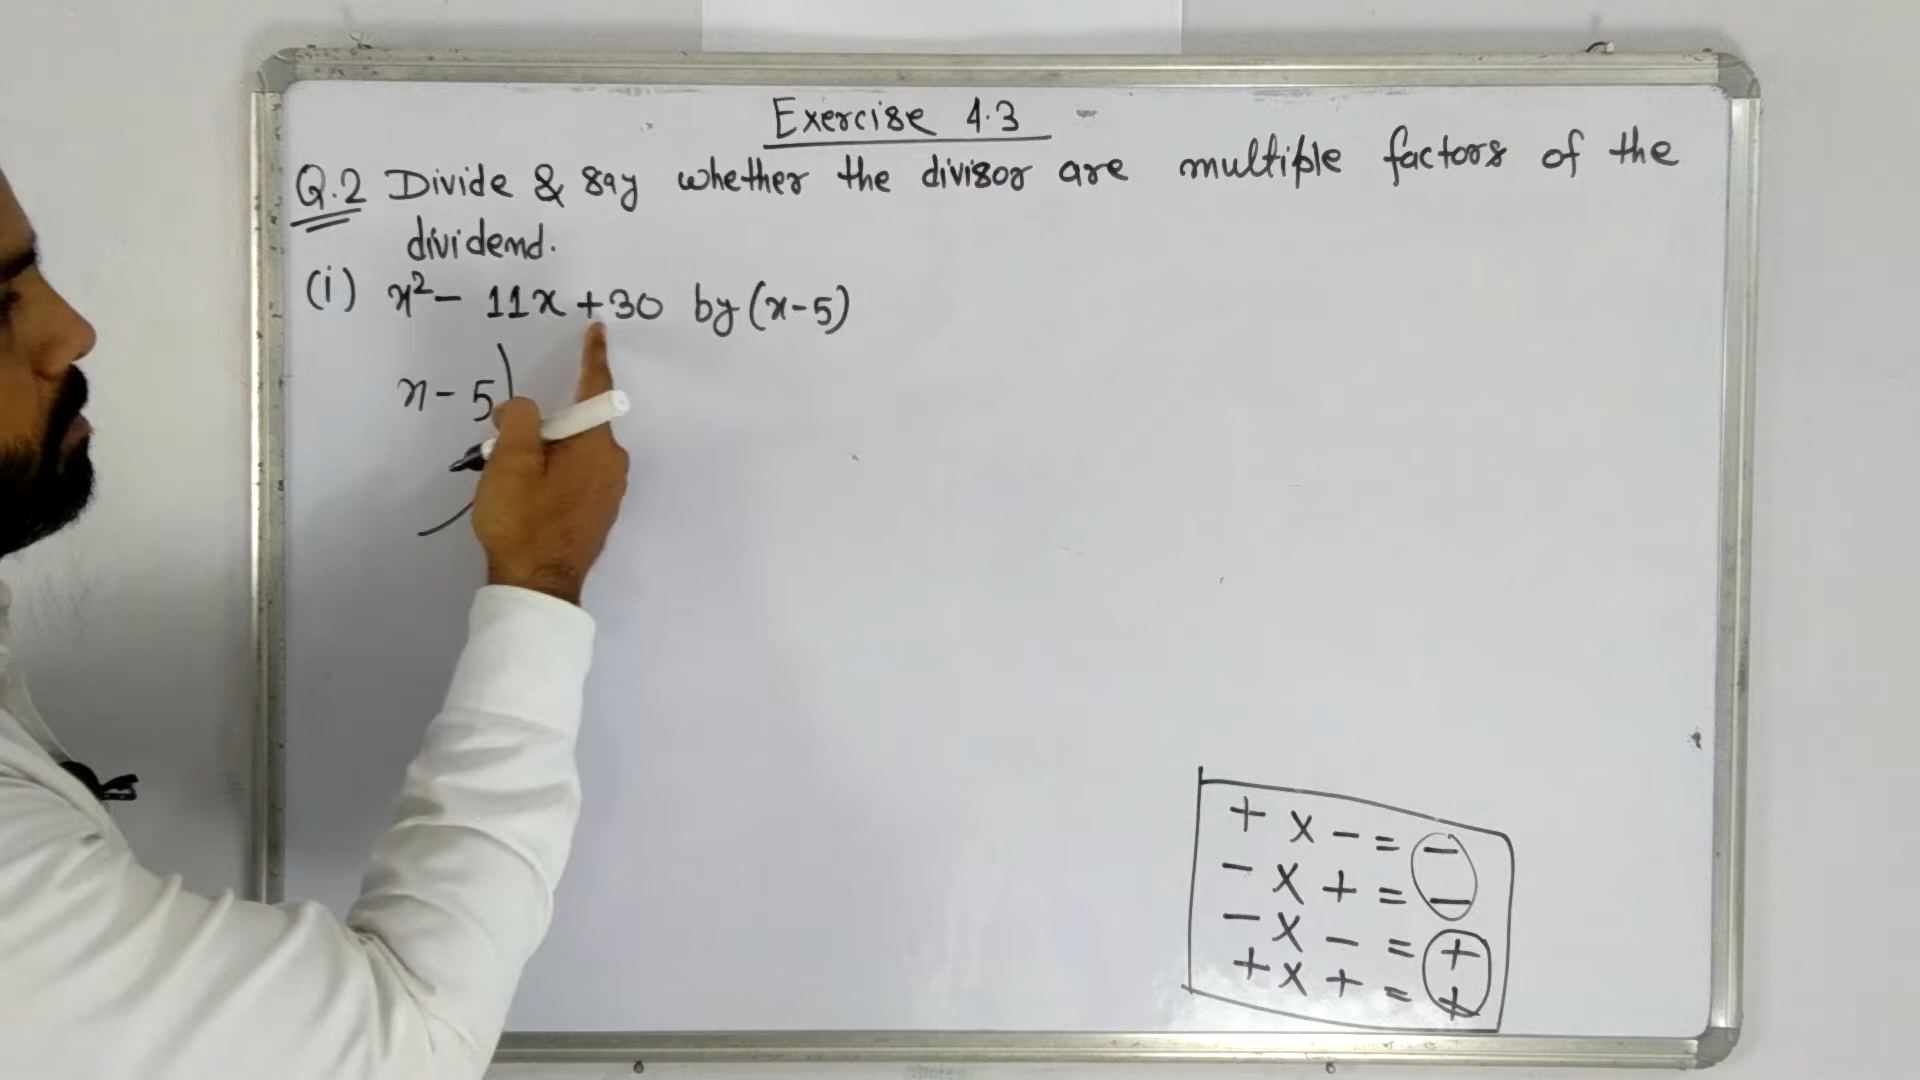 Exercise 4.3
Q.2 Divide & say whether the divisor are multiple factors of the
dividend.
(i) x² - 11x + 30 by (x-5)
x - 5)
+ x - = -
- x + = -
- x - = +
+ x + = +